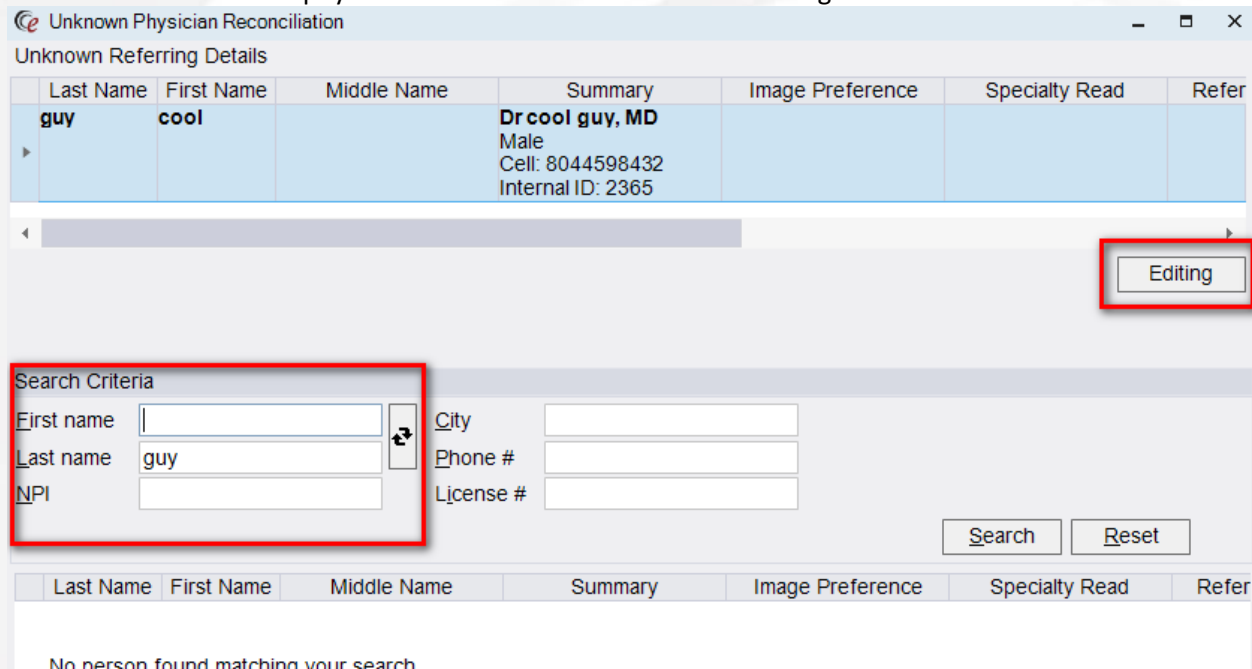 Unknown Physician Reconciliation
Unknown Referring Details
Last Name First Name Middle Name Summary Image Preference Specialty Read Refer
guy cool Dr cool guy, MD
Male
Cell: 8044598432
Internal ID: 2365
Editing
Search Criteria
First name City
Last name guy Phone #
NPI License #
Search Reset
Last Name First Name Middle Name Summary Image Preference Specialty Read Refer
No person found matching your search